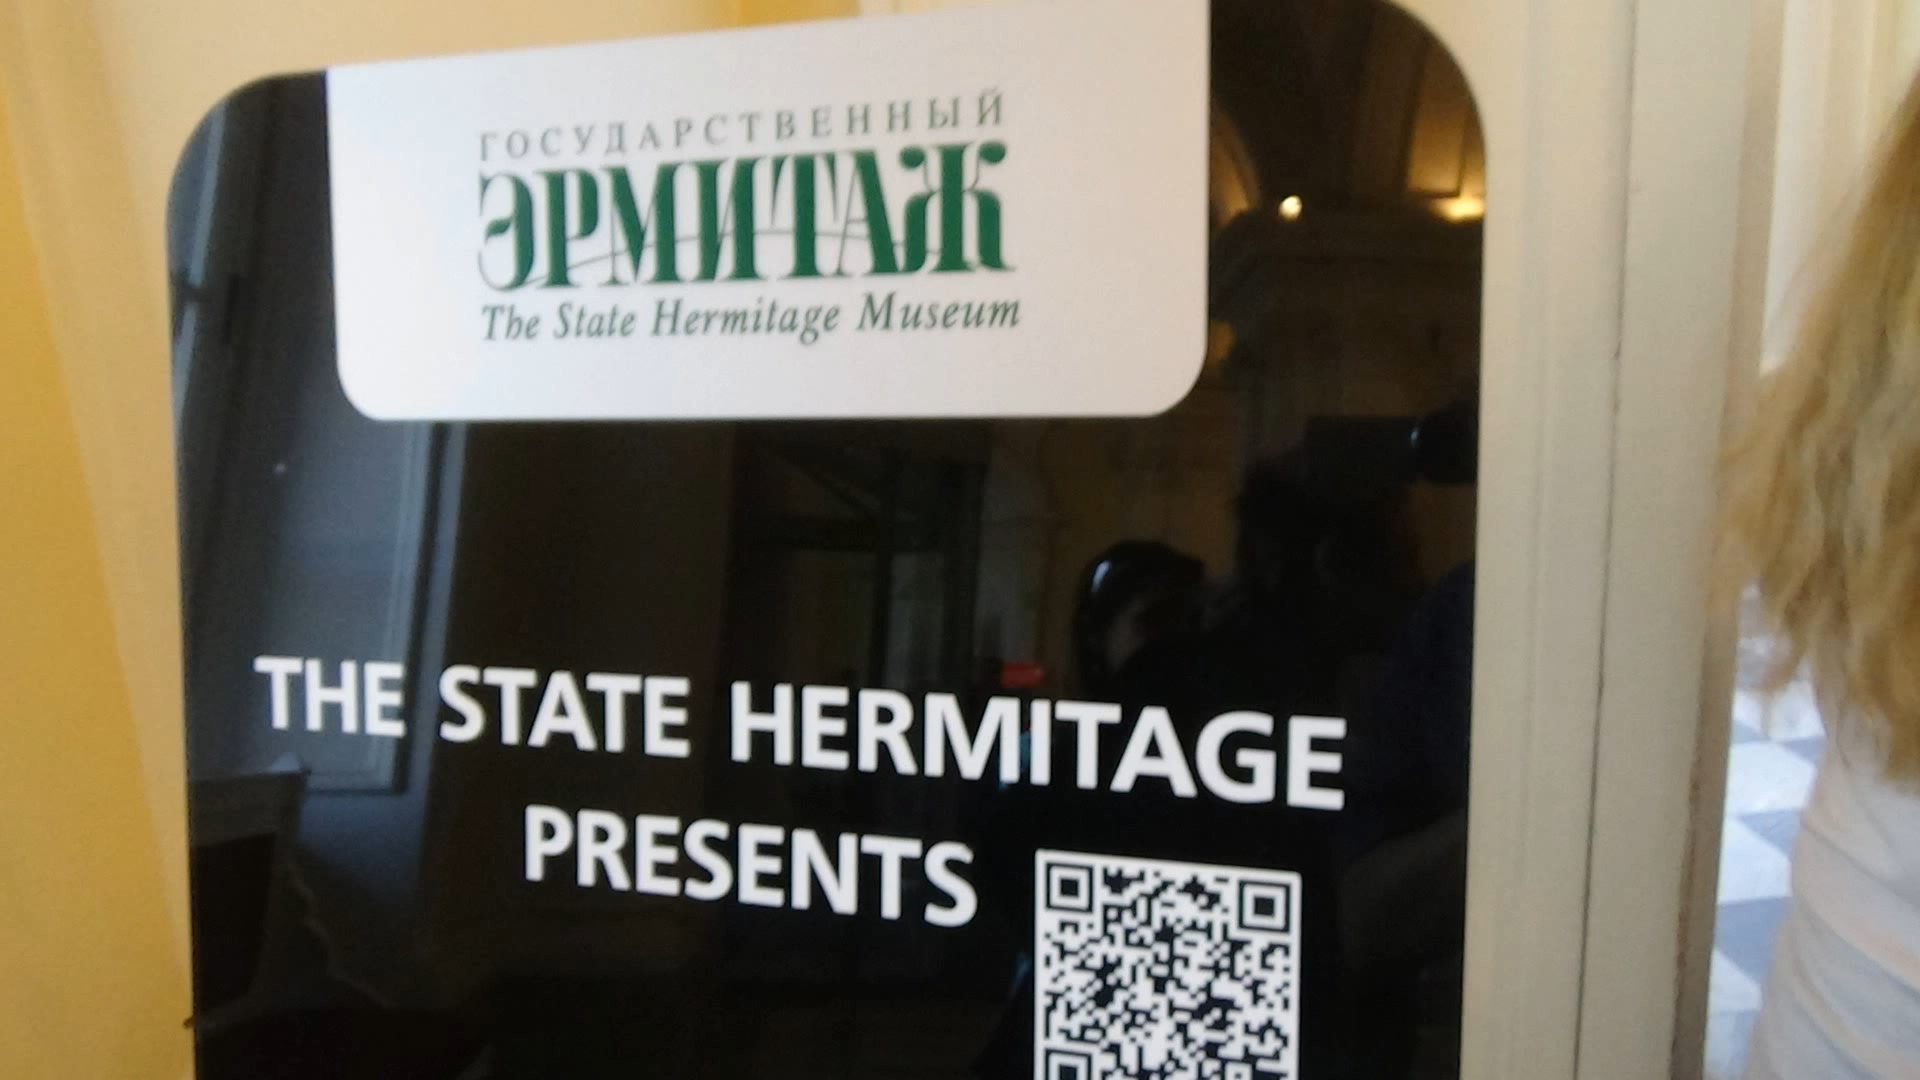 ГОСУДАРСТВЕННЫЙ
ЭРМИТАЖ
The State Hermitage Museum
THE STATE HERMITAGE
PRESENTS